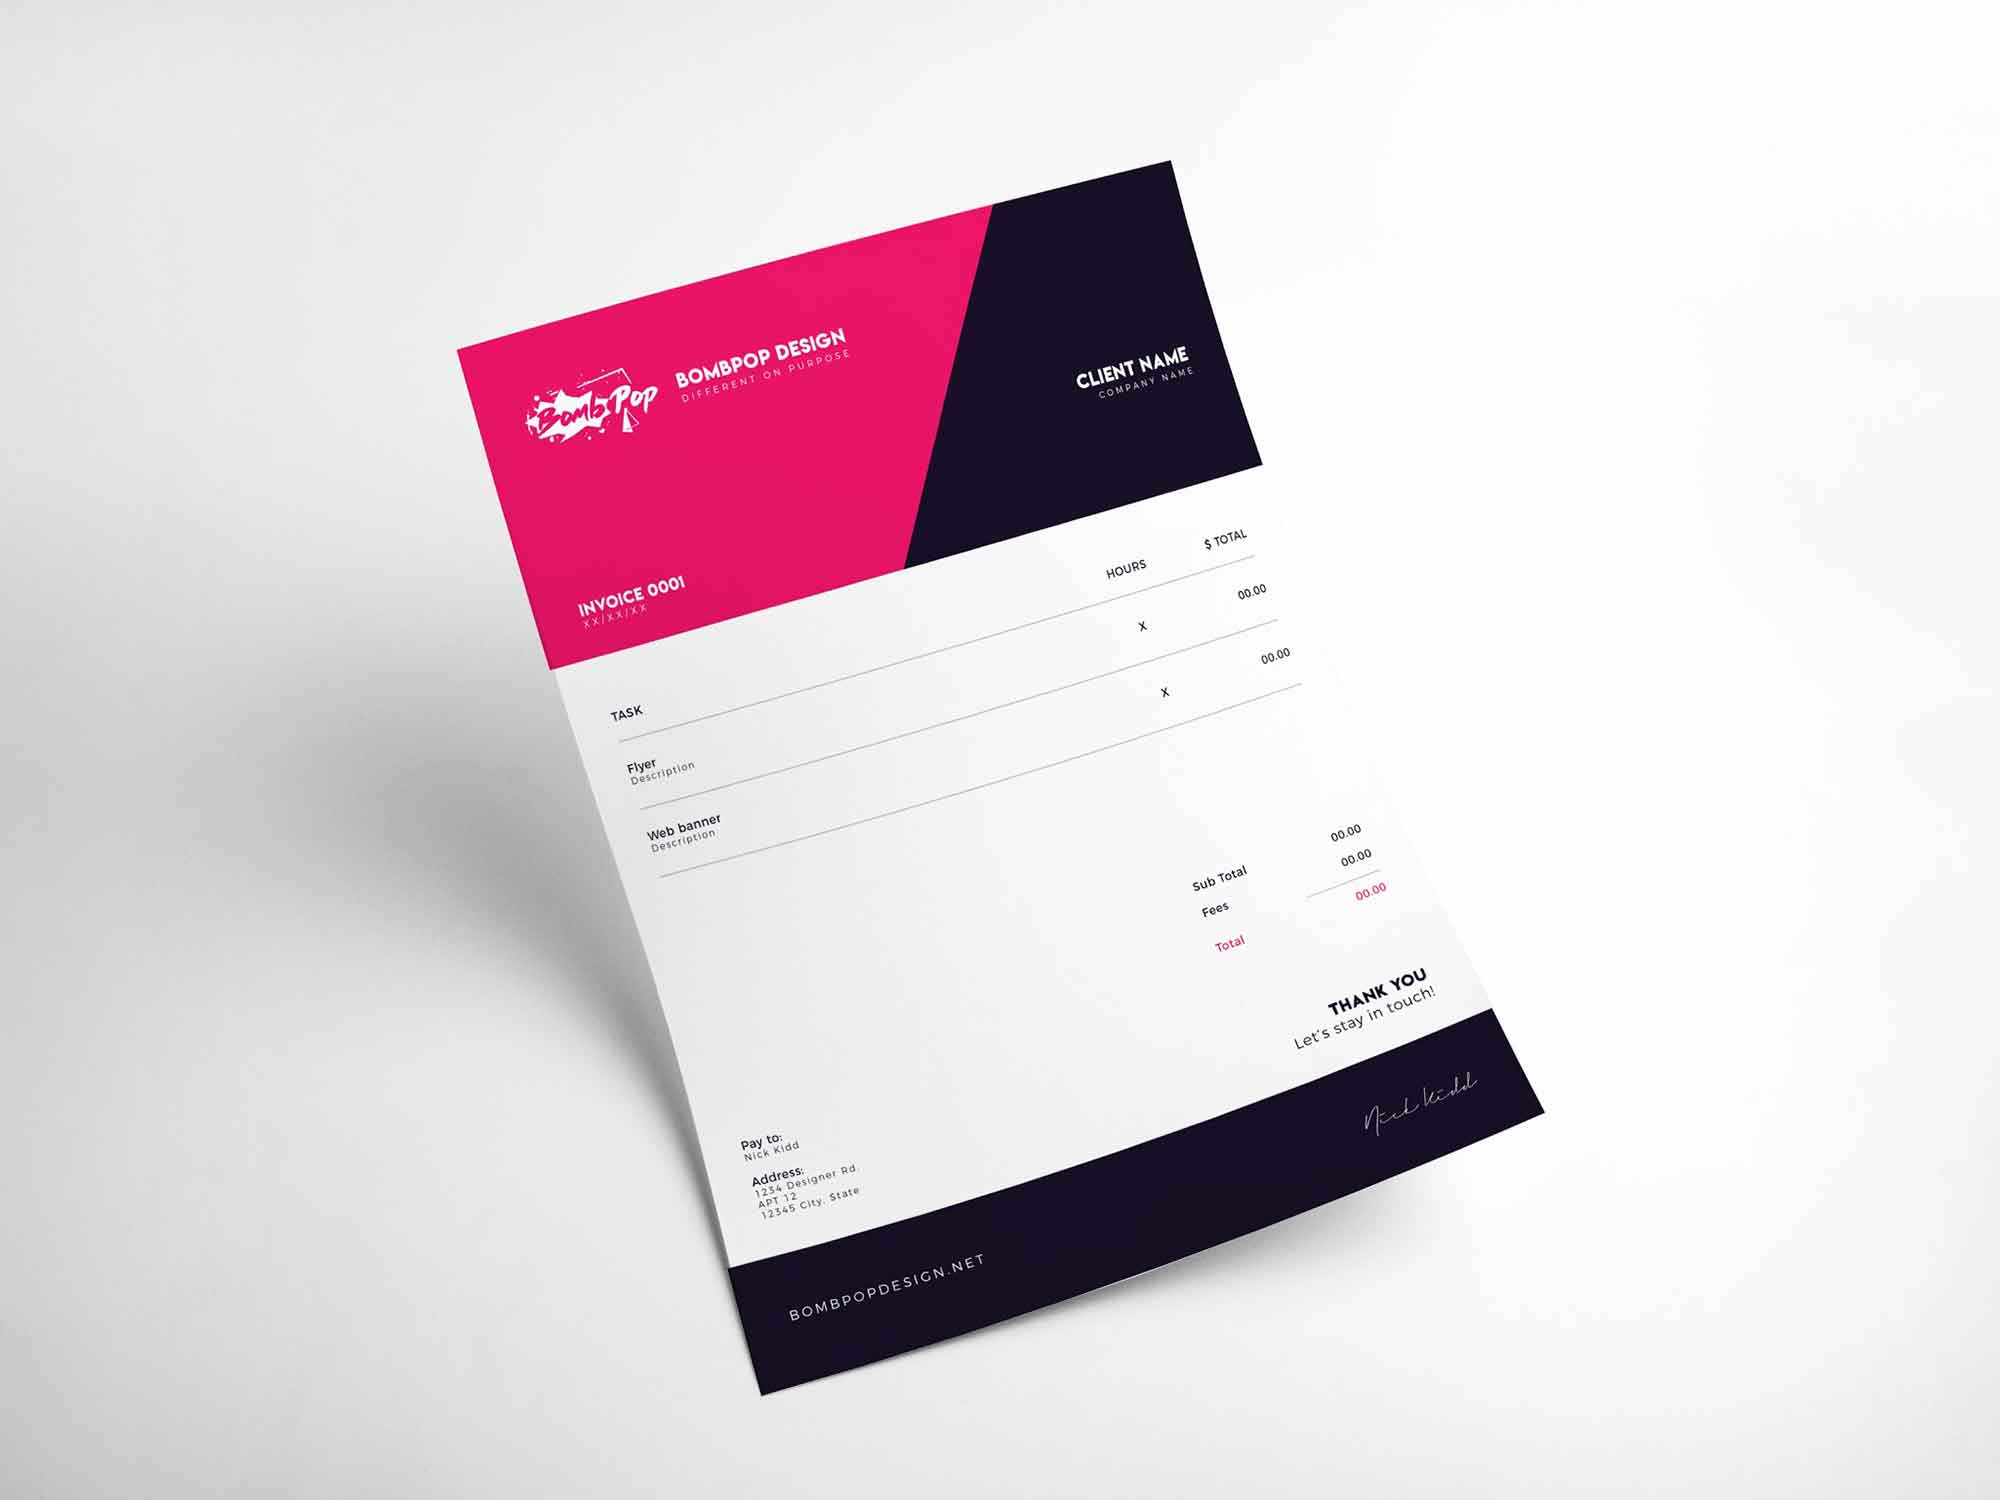 Bomb Pop
BOMBPOP DESIGN
DIFFERENT ON PURPOSE
CLIENT NAME
COMPANY NAME
INVOICE 0001
XX/XX/XX
TASK HOURS $ TOTAL
Flyer X 00.00
Description
Web banner X 00.00
Description
Sub Total 00.00
Fees 00.00
Total 00.00
THANK YOU
Let's stay in touch!
Pay to:
Nick Kidd
Address:
1234 Designer Rd.
APT 12
12345 City, State
Nick Kidd
BOMBPOPDESIGN.NET